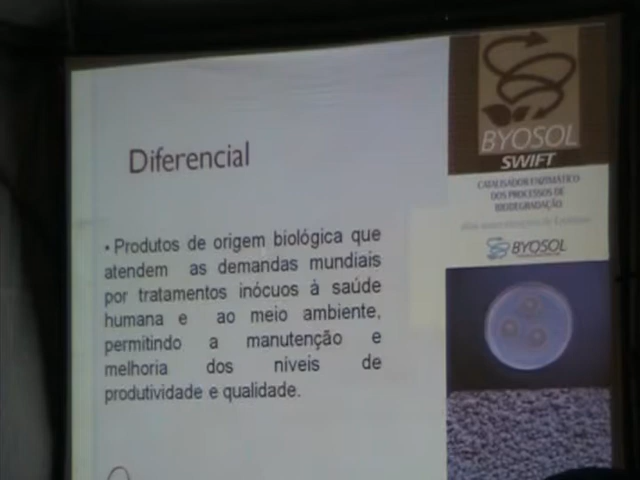 Diferencial
• Produtos de origem biológica que
atendem as demandas mundiais
por tratamentos inócuos à saúde
humana e ao meio ambiente,
permitindo a manutenção e
melhoria dos níveis de
produtividade e qualidade.
BYOSOL
SWIFT
CATALISADOR ENZIMÁTICO
DOS PROCESSOS DE
BIODEGRADAÇÃO
BYOSOL